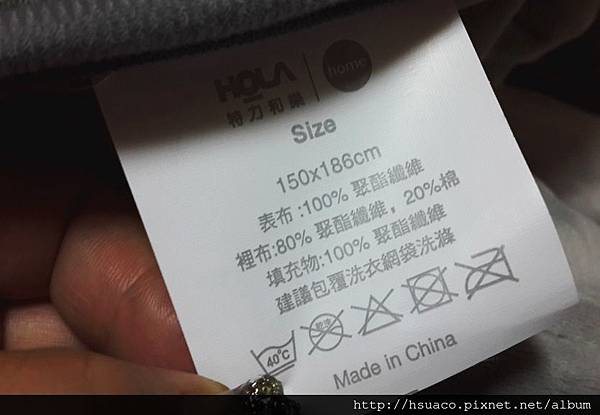 HOLA home
特力和樂
Size
150x186cm
表布:100% 聚酯纖維
裡布:80% 聚酯纖維，20%棉
填充物:100% 聚酯纖維
建議包覆洗衣網袋洗滌
40°C 乾洗
Made in China
http://hsuaco.pixnet.net/album